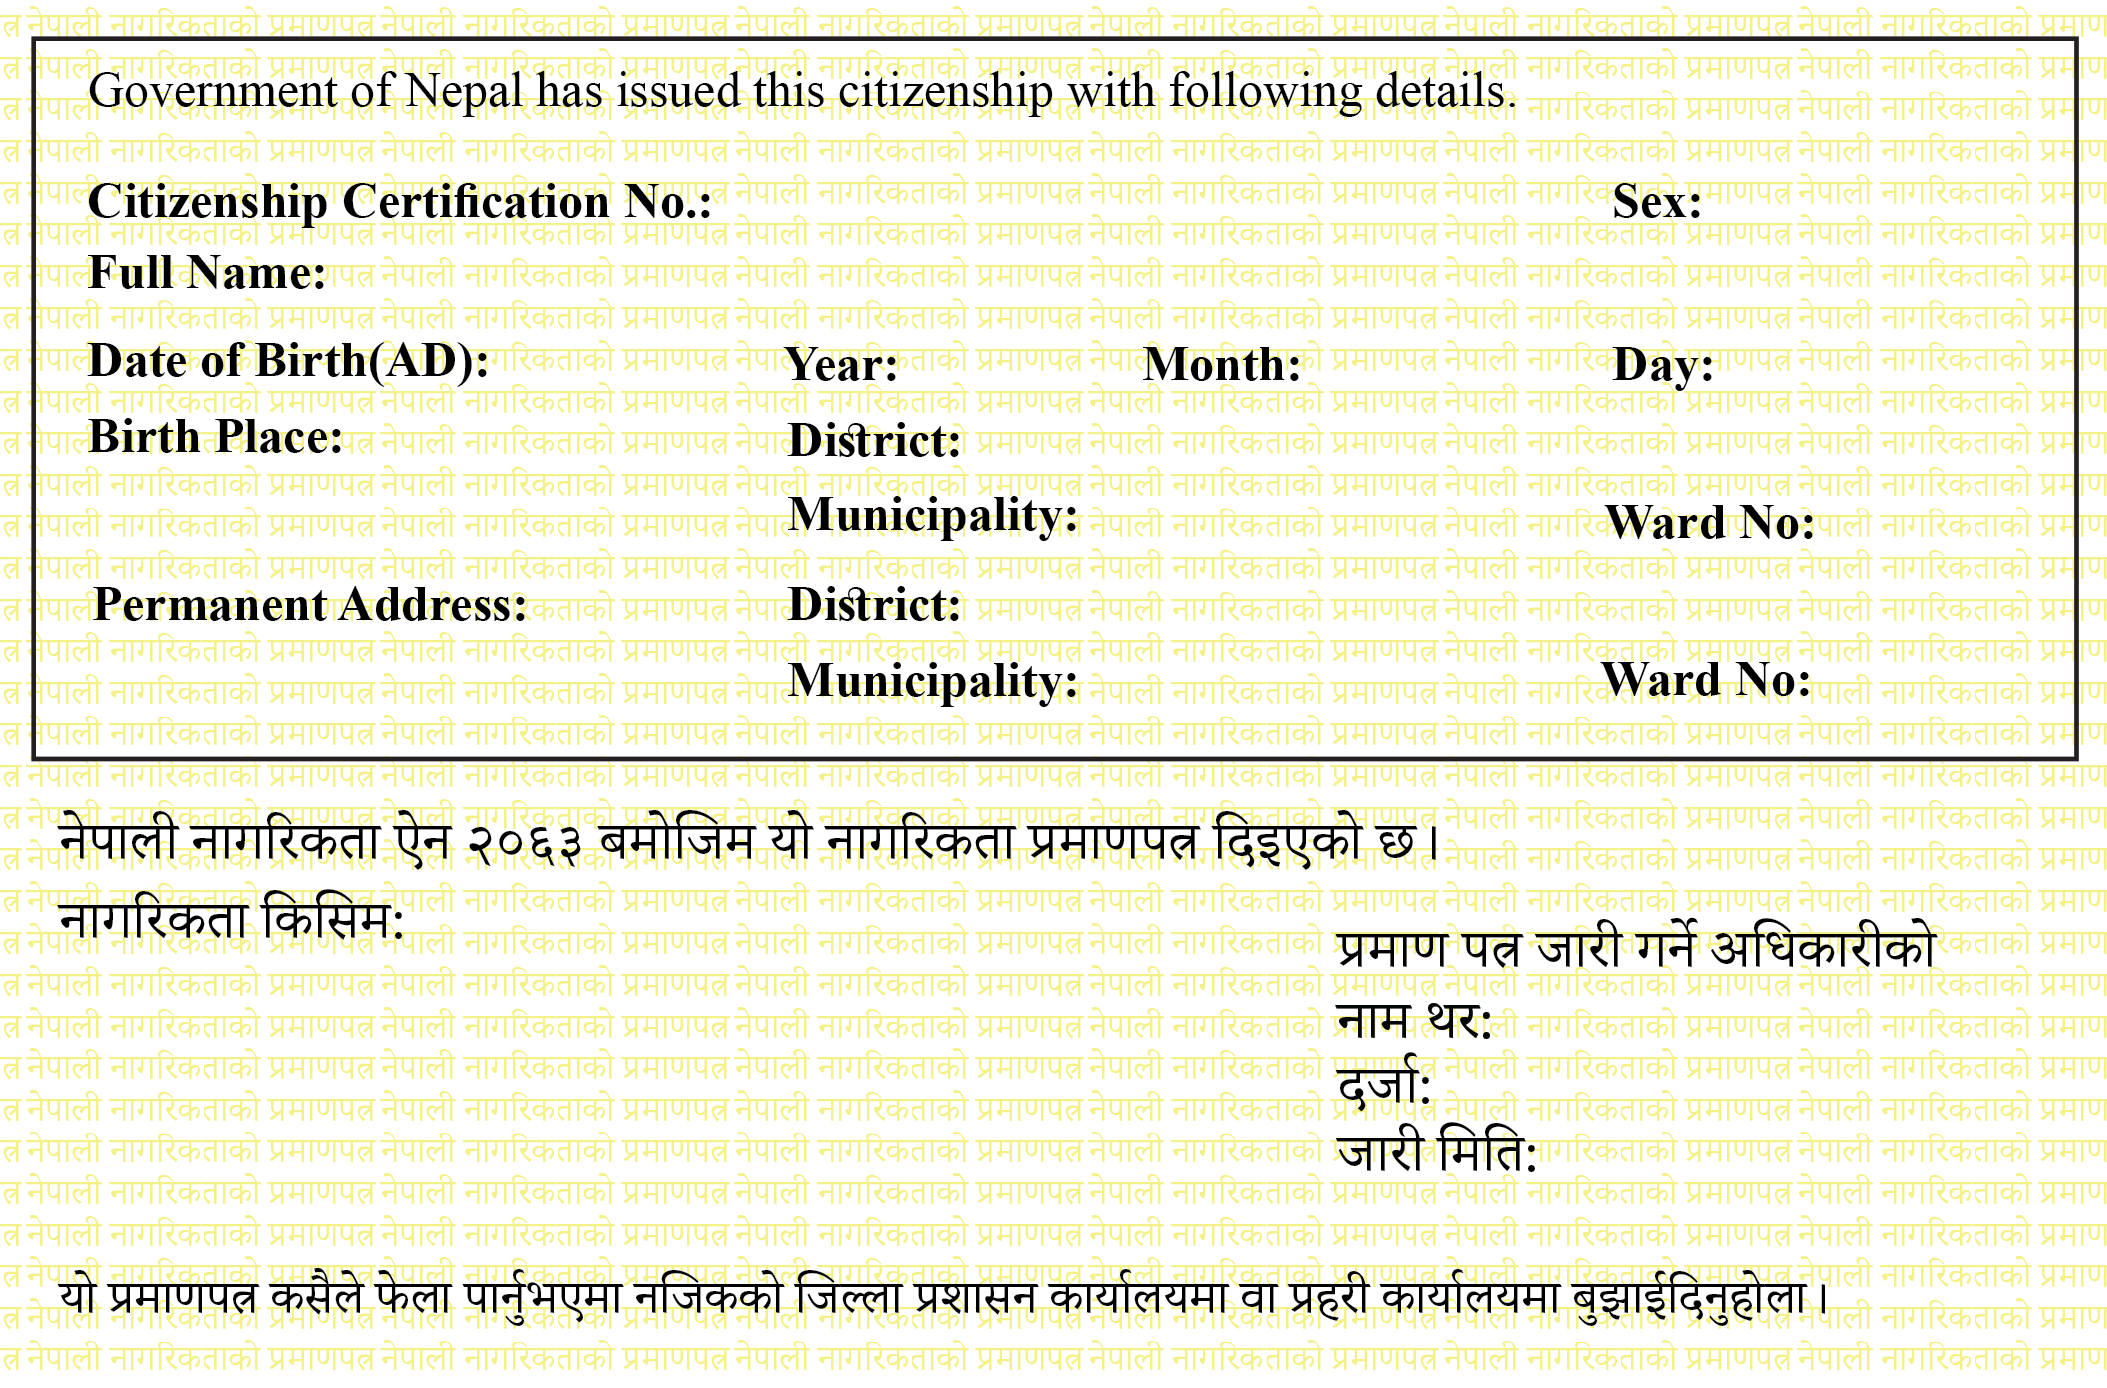 Government of Nepal has issued this citizenship with following details.
Citizenship Certification No.: Sex:
Full Name:
Date of Birth(AD): Year: Month: Day:
Birth Place: District:
Municipality: Ward No:
Permanent Address: District:
Municipality: Ward No:
नेपाली नागरिकता ऐन २०६३ बमोजिम यो नागरिकता प्रमाणपत्र दिइएको छ।
नागरिकता किसिम:
प्रमाण पत्र जारी गर्ने अधिकारीको
नाम थर:
दर्जा:
जारी मिति:
यो प्रमाणपत्र कसैले फेला पार्नुभएमा नजिकको जिल्ला प्रशासन कार्यालयमा वा प्रहरी कार्यालयमा बुझाईदिनुहोला।